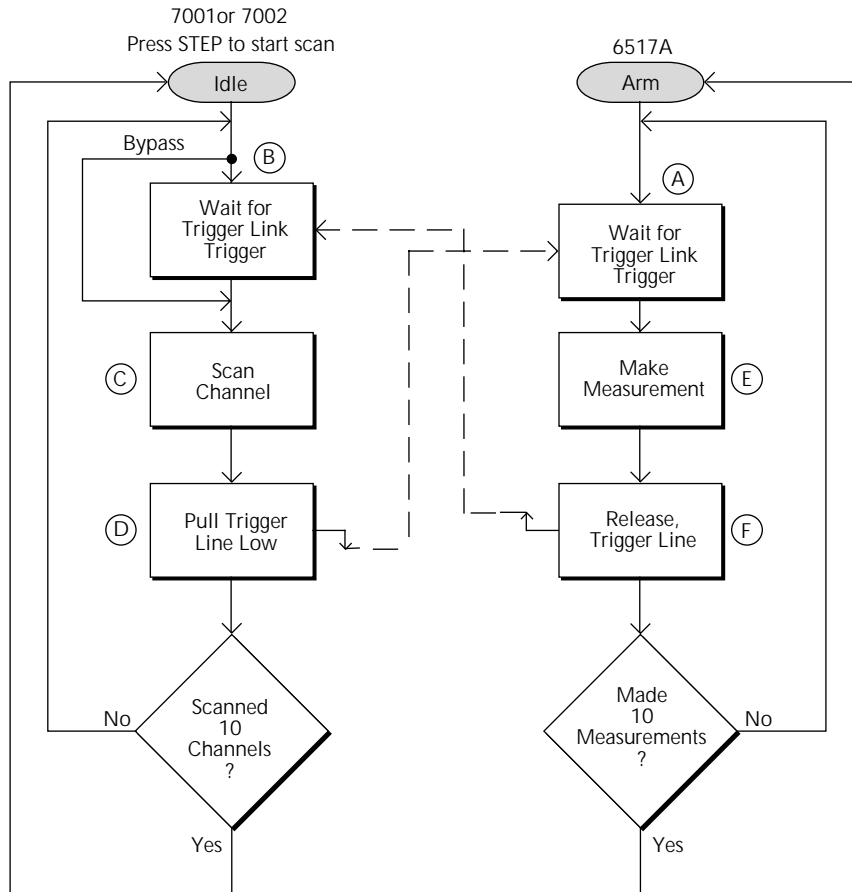 7001or 7002
Press STEP to start scan
Idle
Bypass
B
Wait for
Trigger Link
Trigger
C
Scan
Channel
D
Pull Trigger
Line Low
Scanned
10
Channels
?
No
Yes
6517A
Arm
A
Wait for
Trigger Link
Trigger
Make
Measurement
E
Release,
Trigger Line
F
Made
10
Measurements
?
No
Yes